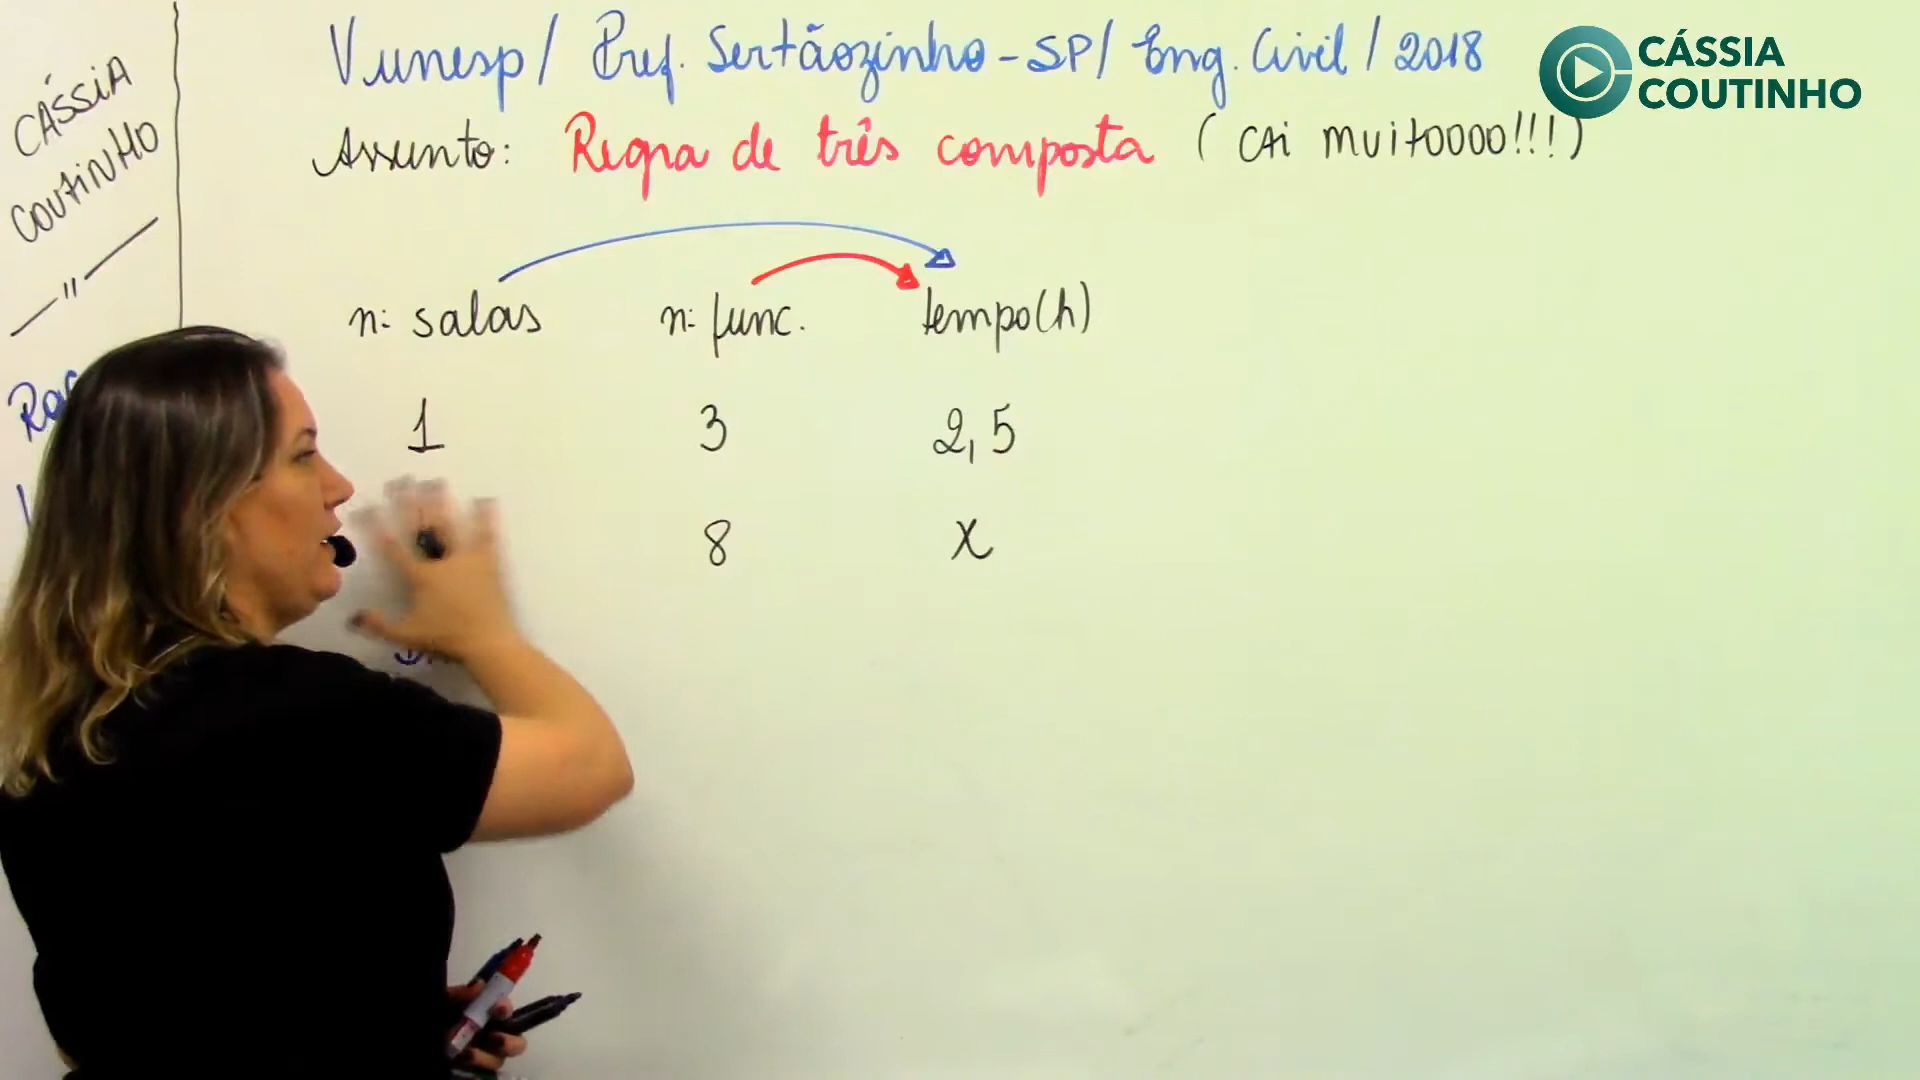 CÁSSIA
COUTINHO
Vunesp / Pref. Sertãozinho - SP / Eng. Civil / 2018
Assunto: Regra de três composta (CAi muitoooo!!!)
CÁSSIA
COUTINHO
n: salas n: func. tempo(h)
1 3 2,5
8 x